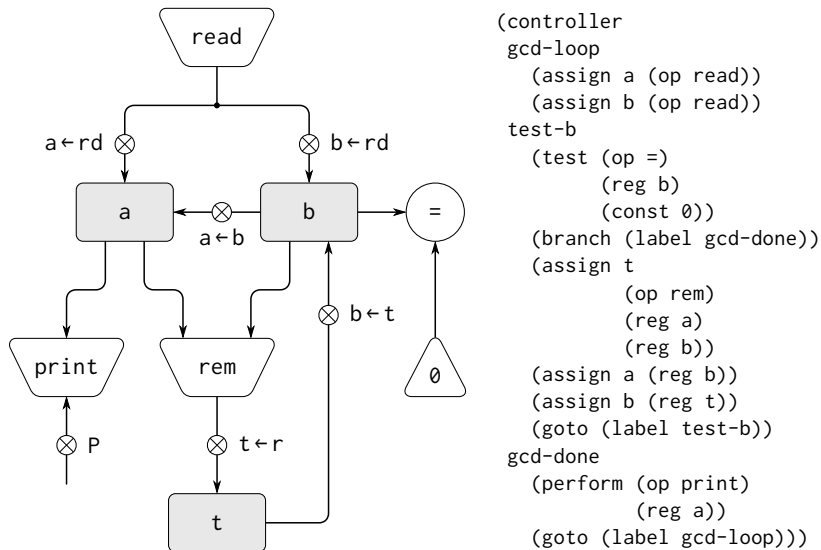 read
a←rd
b←rd
a
b
=
a←b
b←t
print
rem
0
P
t←r
t
(controller
 gcd-loop
   (assign a (op read))
   (assign b (op read))
 test-b
   (test (op =)
         (reg b)
         (const 0))
   (branch (label gcd-done))
   (assign t
           (op rem)
           (reg a)
           (reg b))
   (assign a (reg b))
   (assign b (reg t))
   (goto (label test-b))
 gcd-done
   (perform (op print)
            (reg a))
   (goto (label gcd-loop)))